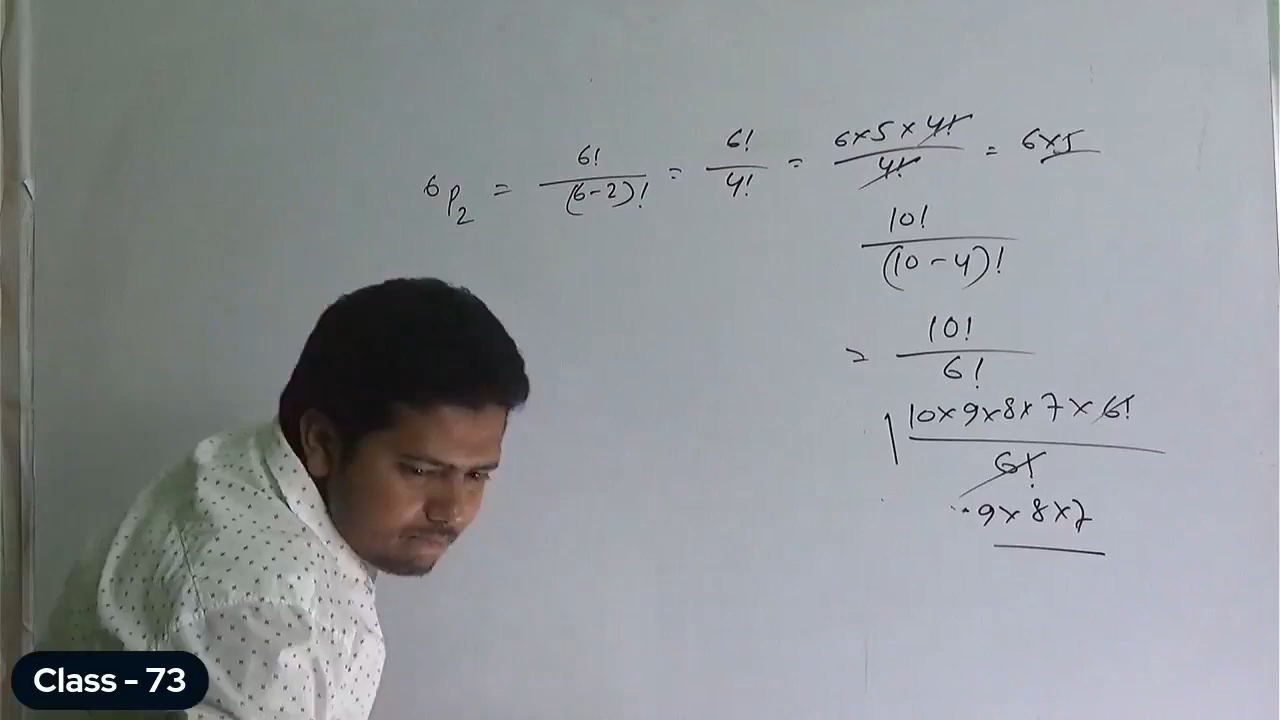 ⁶P₂ = 6!/(6-2)! = 6!/4! = 6×5×4!/4! = 6×5
10!/(10-4)!
= 10!/6!
10×9×8×7×6!/6!
9×8×7
Class - 73